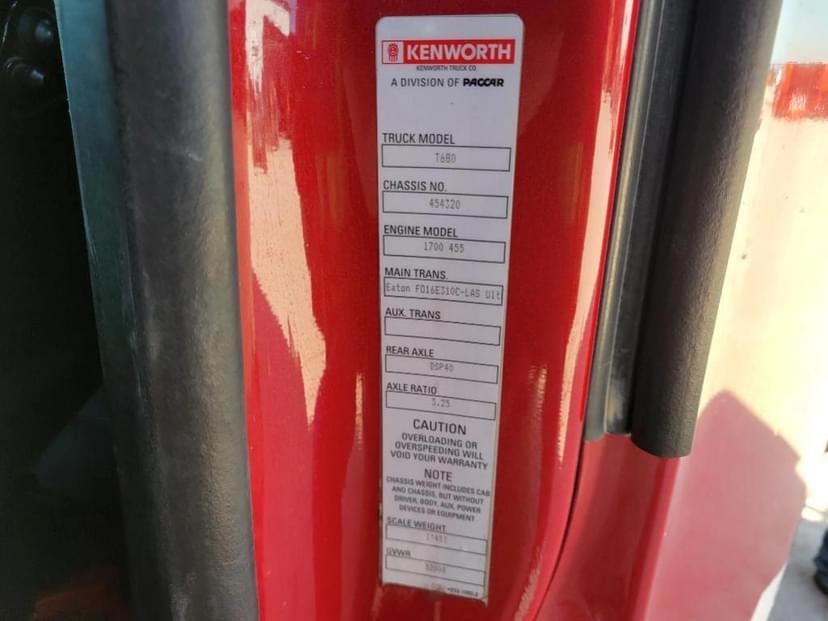 KENWORTH
KENWORTH TRUCK CO.
A DIVISION OF PACCAR
TRUCK MODEL
T680
CHASSIS NO.
454320
ENGINE MODEL
1700 455
MAIN TRANS.
Eaton FO16E310C-LAS Ult
AUX. TRANS
REAR AXLE
DSP40
AXLE RATIO
CAUTION
OVERLOADING OR
OVERSPEEDING WILL
VOID YOUR WARRANTY
NOTE
CHASSIS WEIGHT INCLUDES CAB
AND CHASSIS, BUT WITHOUT
DRIVER, BODY, AUX. POWER
DEVICES OR EQUIPMENT
SCALE WEIGHT
GVWR